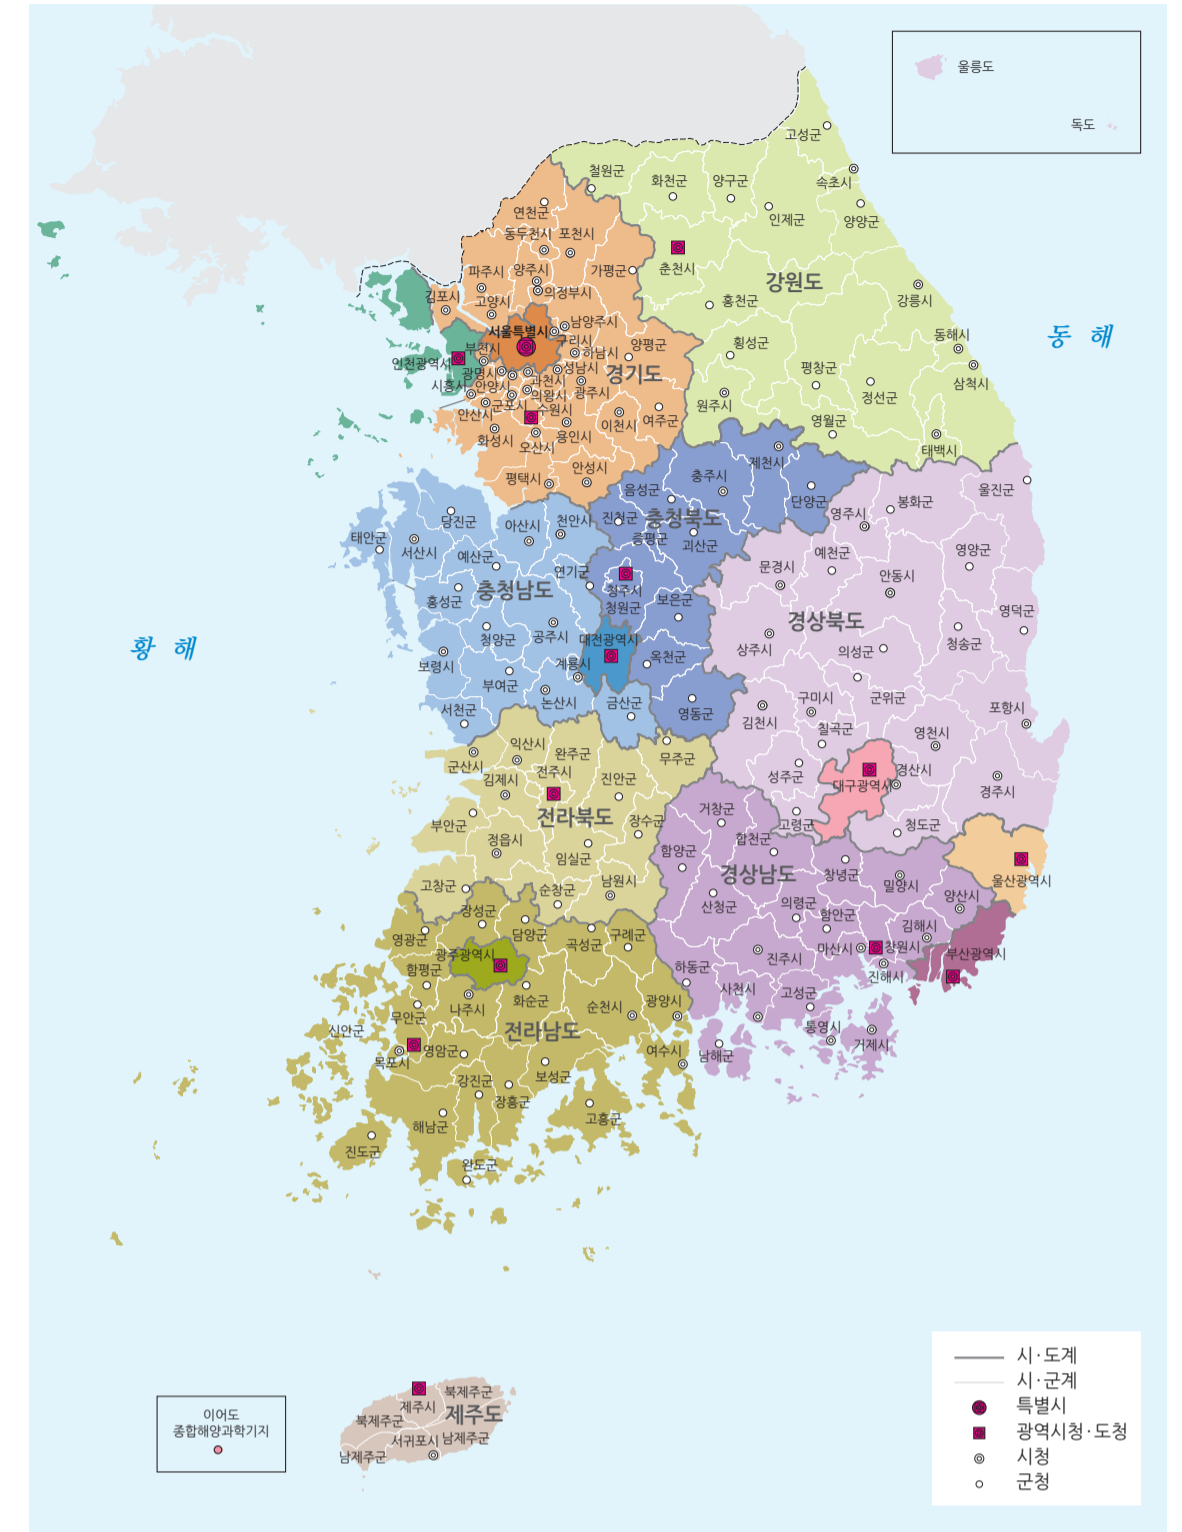 울릉도
독도
고성군
철원군
화천군
양구군
속초시
인제군
양양군
연천군
동두천시
포천시
춘천시
강원도
파주시
양주시
가평군
의정부시
김포시
고양시
홍천군
강릉시
남양주시
서울특별시
구리시
동해시
동 해
부천시
하남시
양평군
횡성군
인천광역시
광명시
성남시
경기도
평창군
삼척시
시흥시
안양시
과천시
광주시
정선군
의왕시
안산시
군포시
수원시
이천시
여주군
원주시
영월군
화성시
오산시
용인시
태백시
평택시
안성시
제천시
충주시
음성군
단양군
울진군
당진군
아산시
천안시
진천군
충청북도
영주시
봉화군
태안군
서산시
예산군
증평군
괴산군
예천군
영양군
문경시
안동시
연기군
청주시
충청남도
홍성군
청원군
보은군
영덕군
경상북도
청양군
공주시
대전광역시
청송군
황 해
상주시
의성군
보령시
계룡시
옥천군
부여군
논산시
금산군
구미시
군위군
서천군
영동군
김천시
포항시
칠곡군
영천시
익산시
완주군
무주군
군산시
전주시
김제시
진안군
성주군
경산시
대구광역시
경주시
거창군
전라북도
장수군
부안군
고령군
청도군
정읍시
합천군
임실군
함양군
경상남도
창녕군
울산광역시
고창군
순창군
남원시
밀양시
양산시
장성군
산청군
의령군
함안군
영광군
담양군
곡성군
구례군
김해시
광주광역시
마산시
창원시
부산광역시
함평군
진주시
하동군
진해시
나주시
화순군
사천시
고성군
무안군
순천시
광양시
신안군
전라남도
통영시
거제시
목포시
영암군
여수시
남해군
강진군
보성군
장흥군
해남군
고흥군
진도군
완도군
북제주군
제주시
제주도
북제주군
서귀포시
남제주군
남제주군
이어도
종합해양과학기지
시·도계
시·군계
특별시
광역시청·도청
시청
군청